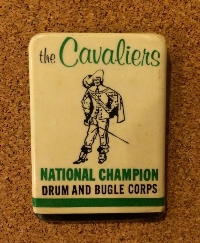 the Cavaliers
NATIONAL CHAMPION
DRUM AND BUGLE CORPS